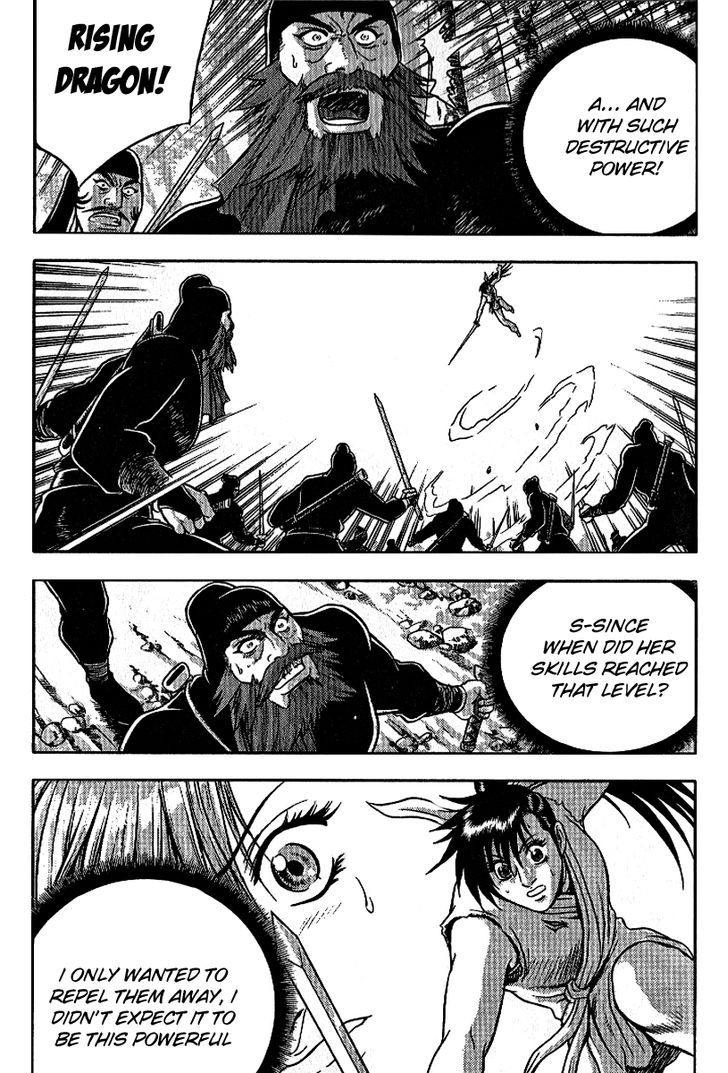 RISING
DRAGON!
A... AND
WITH SUCH
DESTRUCTIVE
POWER!
S-SINCE
WHEN DID HER
SKILLS REACHED
THAT LEVEL?
I ONLY WANTED TO
REPEL THEM AWAY, I
DIDN'T EXPECT IT TO
BE THIS POWERFUL